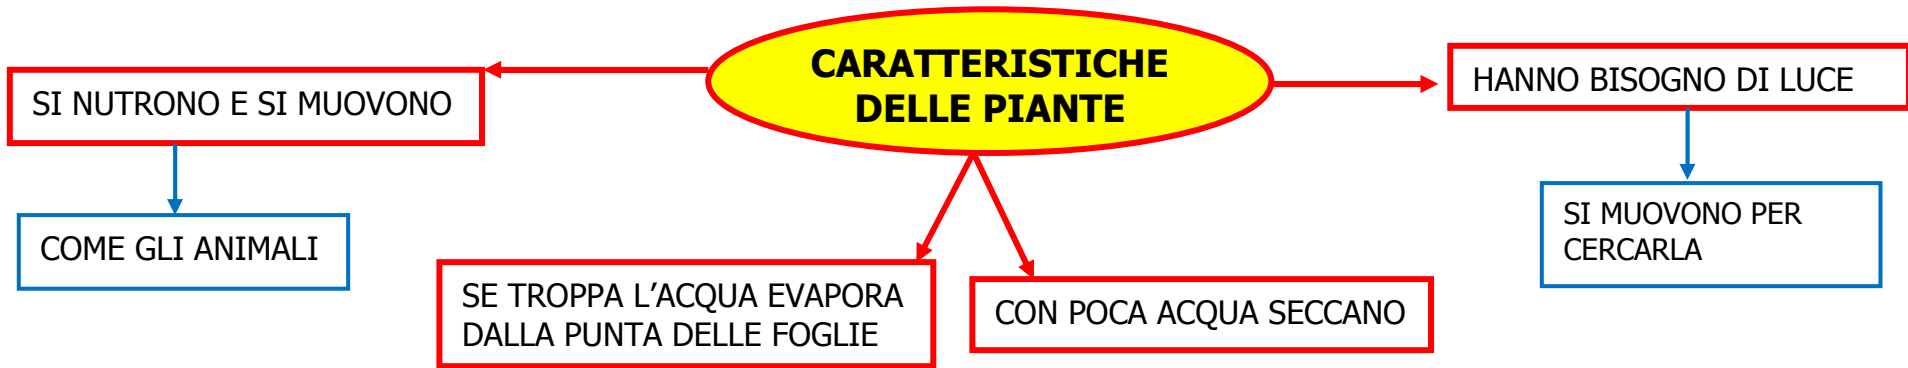 CARATTERISTICHE
DELLE PIANTE
SI NUTRONO E SI MUOVONO
COME GLI ANIMALI
SE TROPPA L’ACQUA EVAPORA
DALLA PUNTA DELLE FOGLIE
CON POCA ACQUA SECCANO
HANNO BISOGNO DI LUCE
SI MUOVONO PER
CERCARLA